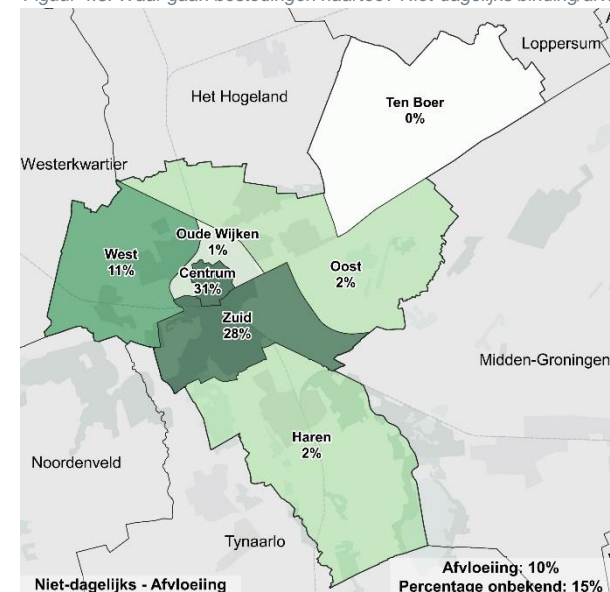 Loppersum
Het Hogeland
Ten Boer
0%
Westerkwartier
Oude Wijken
1%
West
11%
Centrum
31%
Oost
2%
Zuid
28%
Midden-Groningen
Haren
2%
Noordenveld
Tynaarlo
Afvloeiing: 10%
Niet-dagelijks - Afvloeiing
Percentage onbekend: 15%